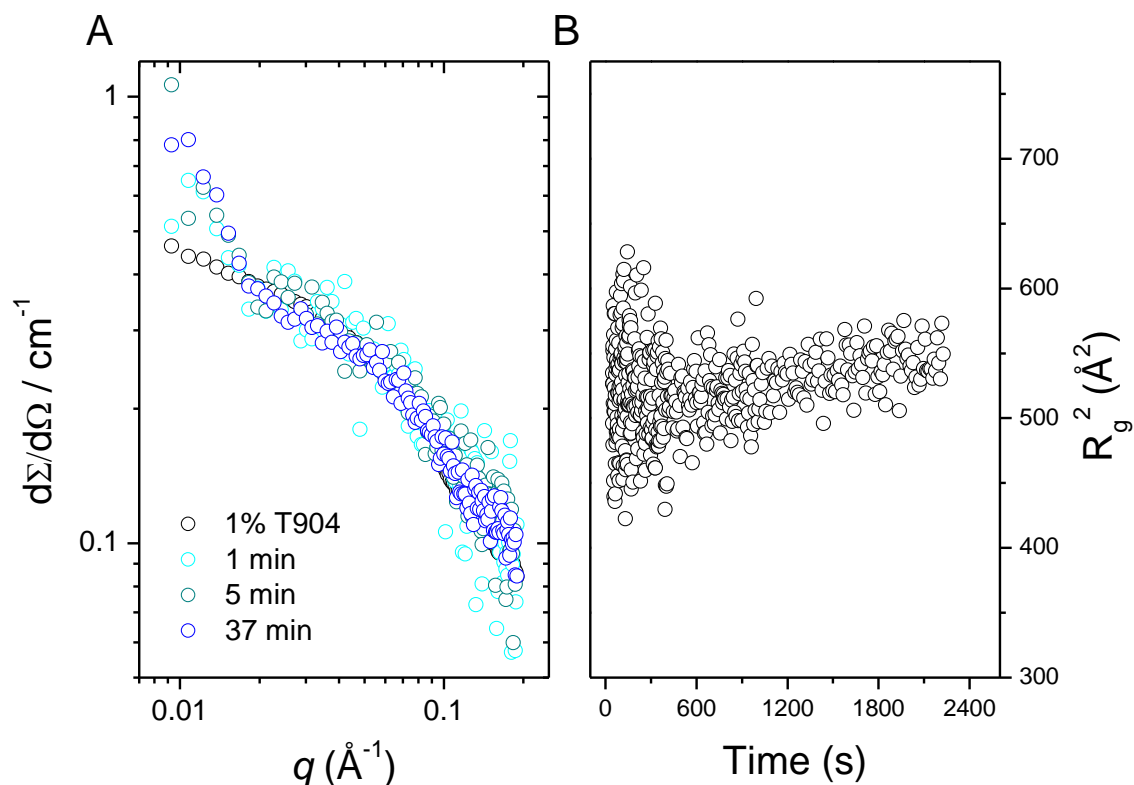 A
B
1
0.1
dΣ/dΩ / cm⁻¹
1% T904
1 min
5 min
37 min
0.01
0.1
q (Å⁻¹)
700
600
500
400
300
R_g² (Å²)
0
600
1200
1800
2400
Time (s)